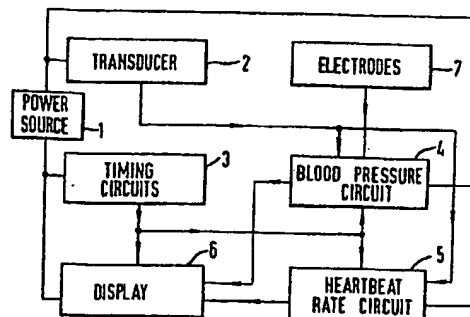 TRANSDUCER
2
ELECTRODES
7
POWER
SOURCE
1
TIMING
CIRCUITS
3
BLOOD PRESSURE
CIRCUIT
4
DISPLAY
6
HEARTBEAT
RATE CIRCUIT
5